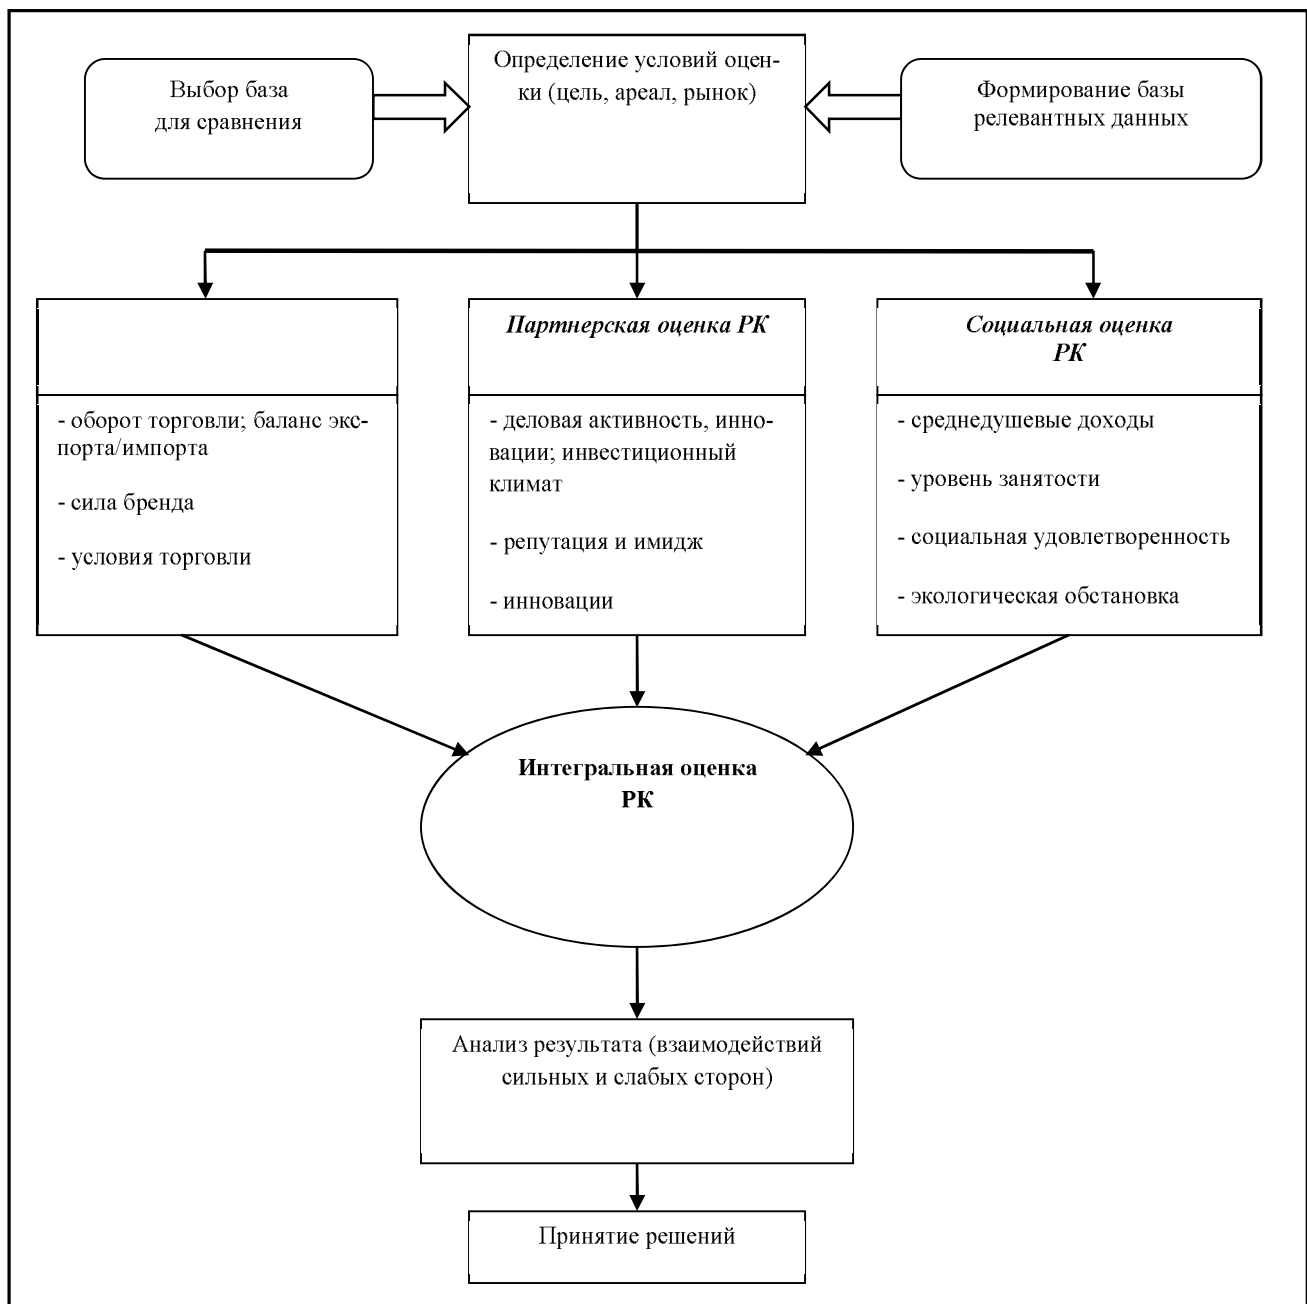 Выбор база
для сравнения
Определение условий оцен-
ки (цель, ареал, рынок)
Формирование базы
релевантных данных
Партнерская оценка РК
Социальная оценка
РК
- оборот торговли; баланс экс-
порта/импорта
- сила бренда
- условия торговли
- деловая активность, инно-
вации; инвестиционный
климат
- репутация и имидж
- инновации
- среднедушевые доходы
- уровень занятости
- социальная удовлетворенность
- экологическая обстановка
Интегральная оценка
РК
Анализ результата (взаимодействий
сильных и слабых сторон)
Принятие решений